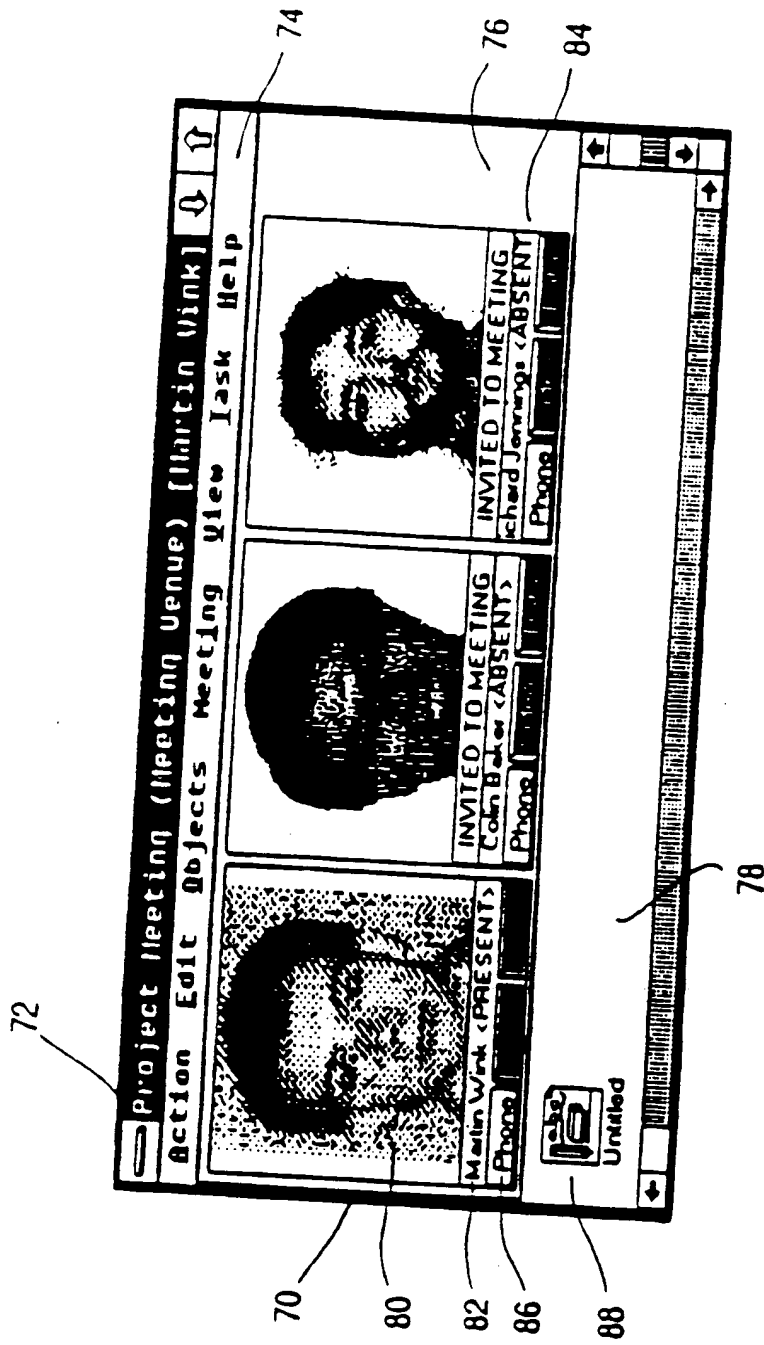 72
Project Meeting (Meeting Venue) [Martin Wink]
Action Edit Objects Meeting View Task Help
74
76
INVITED TO MEETING
INVITED TO MEETING
84
Martin Wink <PRESENT>
Colin Baker <ABSENT>
ichard Jennings <ABSENT
Phone
Phone
Phone
abc
Untitled
70
80
82
86
88
78